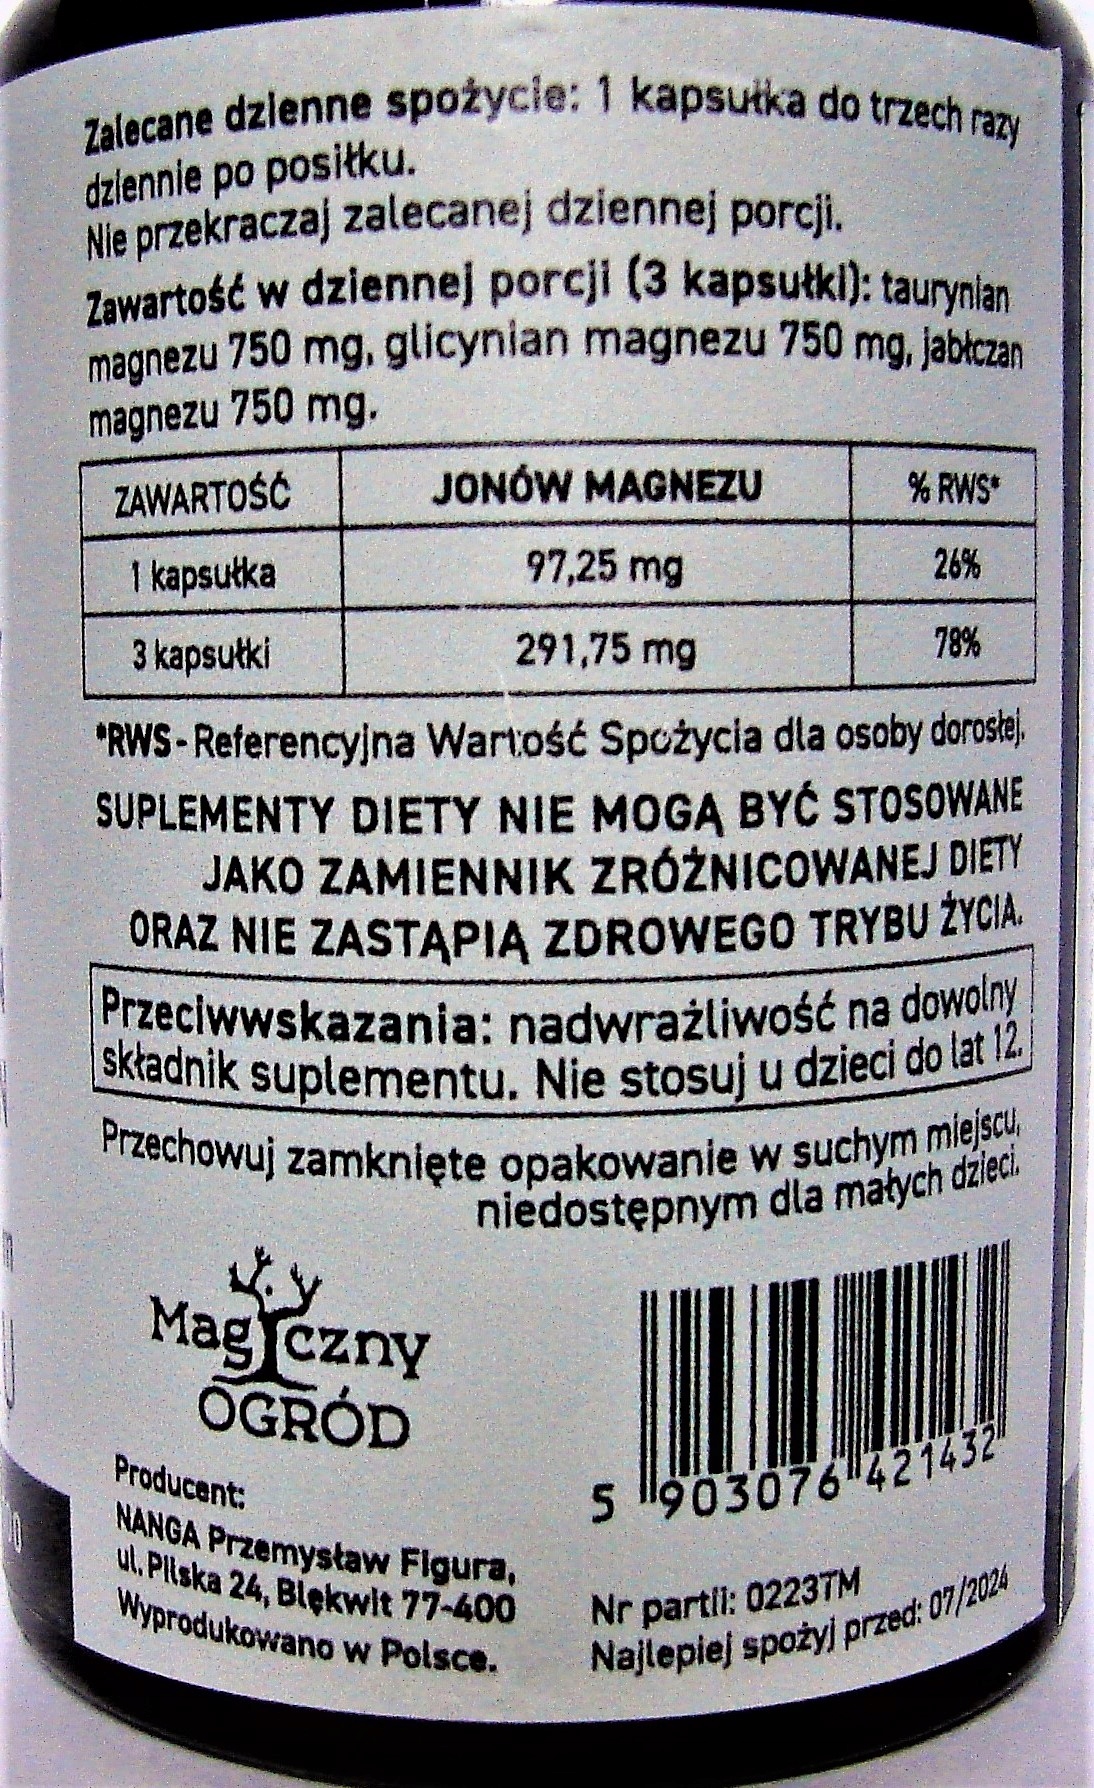 Zalecane dzienne spożycie: 1 kapsułka do trzech razy
dziennie po posiłku.
Nie przekraczaj zalecanej dziennej porcji.
Zawartość w dziennej porcji (3 kapsułki): taurynian
magnezu 750 mg, glicynian magnezu 750 mg, jabłczan
magnezu 750 mg.
ZAWARTOŚĆ JONÓW MAGNEZU % RWS*
1 kapsułka 97,25 mg 26%
3 kapsułki 291,75 mg 78%
*RWS - Referencyjna Wartość Spożycia dla osoby dorosłej.
SUPLEMENTY DIETY NIE MOGĄ BYĆ STOSOWANE
JAKO ZAMIENNIK ZRÓŻNICOWANEJ DIETY
ORAZ NIE ZASTĄPIĄ ZDROWEGO TRYBU ŻYCIA.
Przeciwwskazania: nadwrażliwość na dowolny
składnik suplementu. Nie stosuj u dzieci do lat 12.
Przechowuj zamknięte opakowanie w suchym miejscu,
niedostępnym dla małych dzieci.
Magiczny
OGRÓD
Producent:
NANGA Przemysław Figura,
ul. Pilska 24, Blękwit 77-400
Wyprodukowano w Polsce.
5 903076 421432
Nr partii: 0223TM
Najlepiej spożyj przed: 07/2024